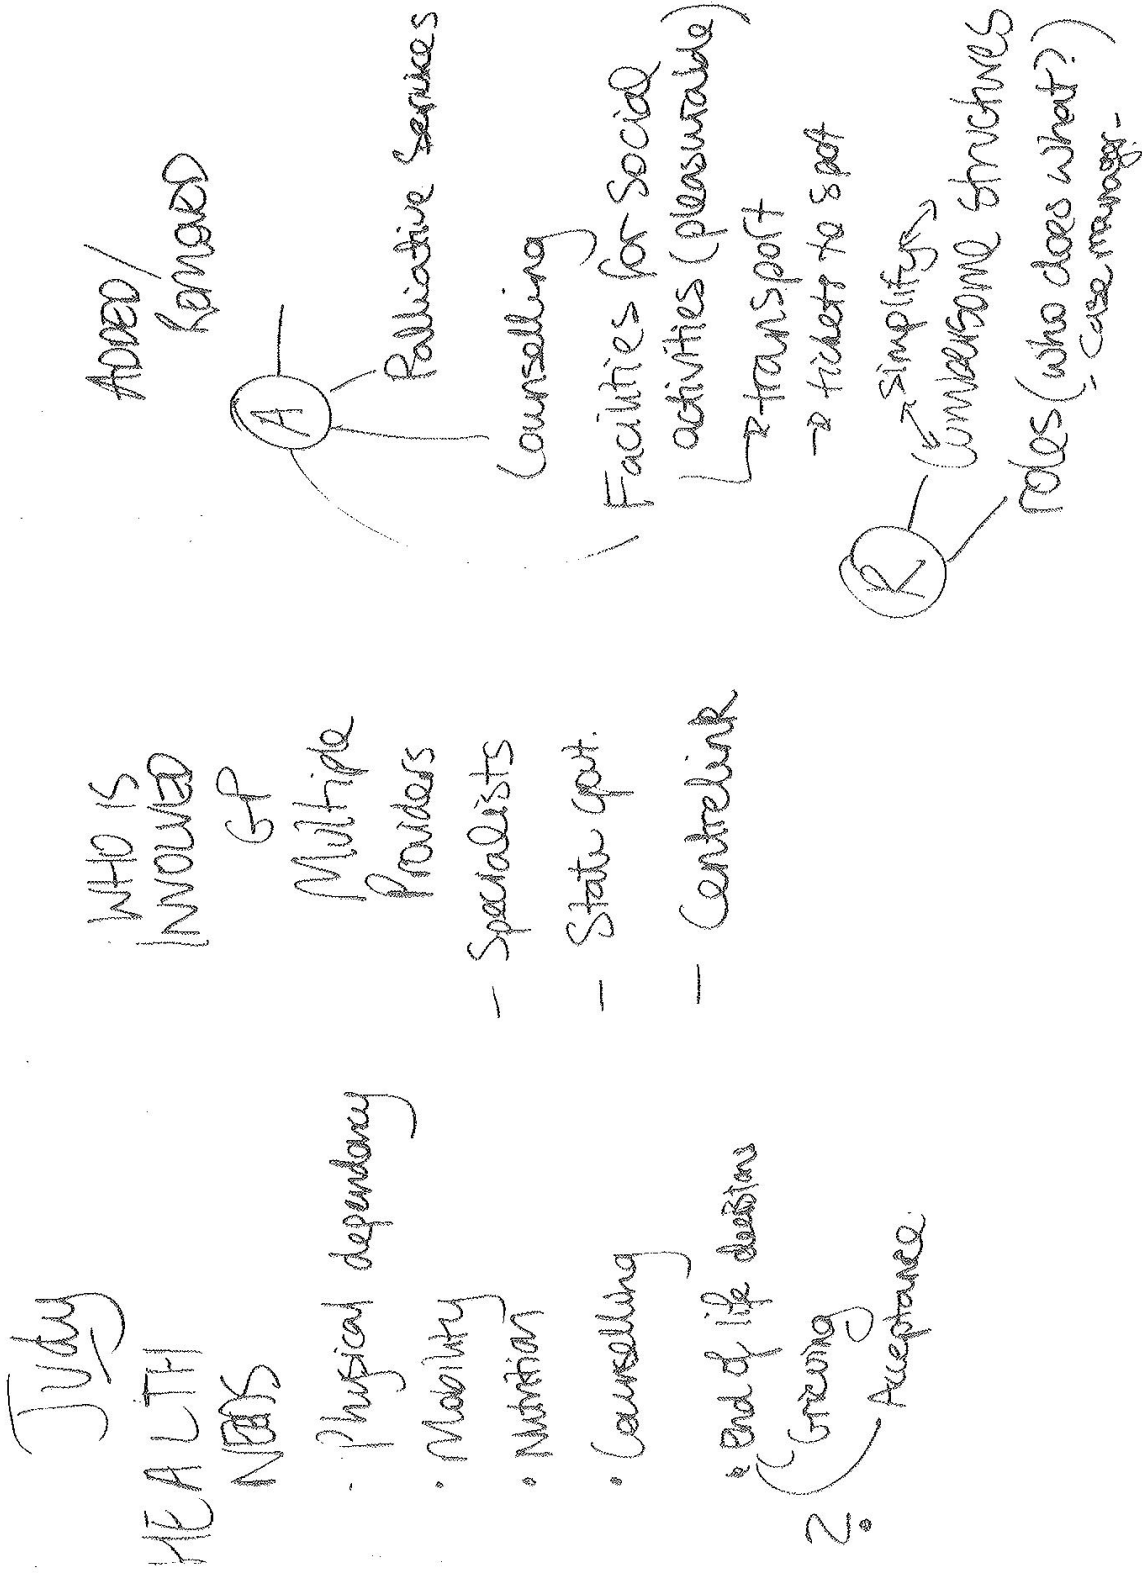 Judy
HEALTH
NEEDS
· Physical dependency
· Mobility
· Nutrition
· Counselling
· End of life decisions
Grieving
Acceptance.
2.
WHO IS
INVOLVED
GP
Multiple
Providers
- Specialists
- State govt.
- Centrelink
ADDED /
REMOVED
A
Palliative Services
Counselling
Facilities for Social
activities (pleasurable)
→ transport
→ tickets to sport
R
simplify
Cumbersome structures
roles (who does what?)
- case manager -